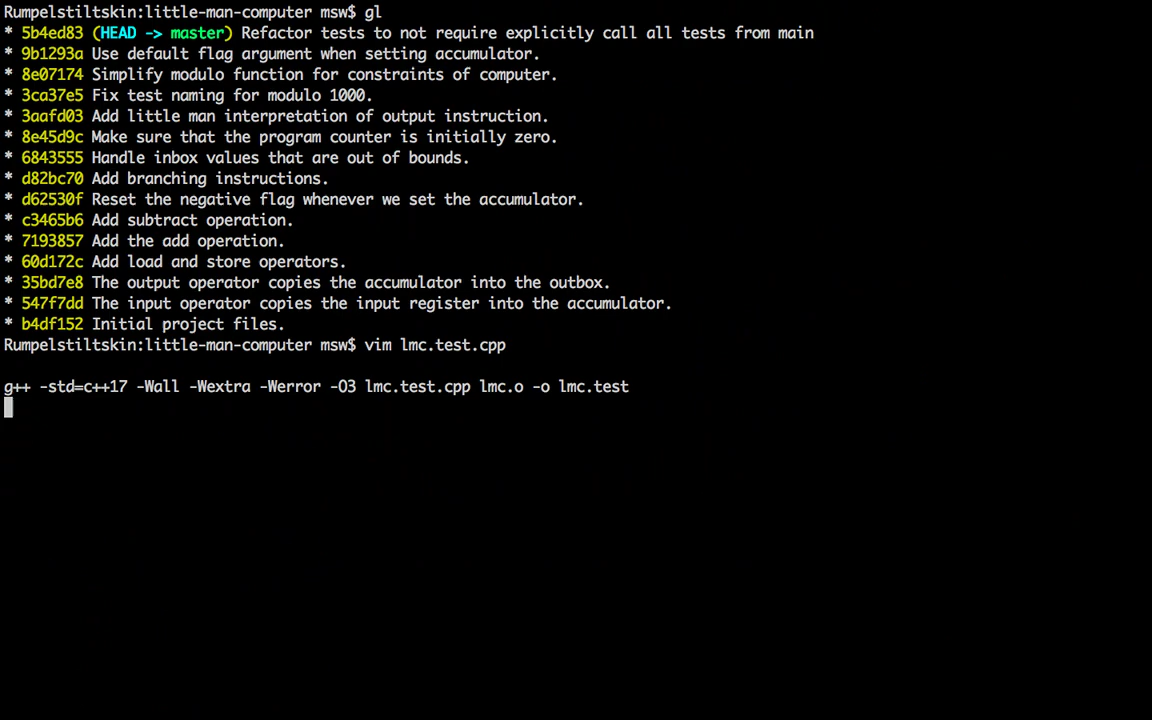 Rumpelstiltskin:little-man-computer msw$ gl
* 5b4ed83 (HEAD -> master) Refactor tests to not require explicitly call all tests from main
* 9b1293a Use default flag argument when setting accumulator.
* 8e07174 Simplify modulo function for constraints of computer.
* 3ca37e5 Fix test naming for modulo 1000.
* 3aafd03 Add little man interpretation of output instruction.
* 8e45d9c Make sure that the program counter is initially zero.
* 6843555 Handle inbox values that are out of bounds.
* d82bc70 Add branching instructions.
* d62530f Reset the negative flag whenever we set the accumulator.
* c3465b6 Add subtract operation.
* 7193857 Add the add operation.
* 60d172c Add load and store operators.
* 35bd7e8 The output operator copies the accumulator into the outbox.
* 547f7dd The input operator copies the input register into the accumulator.
* b4df152 Initial project files.
Rumpelstiltskin:little-man-computer msw$ vim lmc.test.cpp
g++ -std=c++17 -Wall -Wextra -Werror -O3 lmc.test.cpp lmc.o -o lmc.test